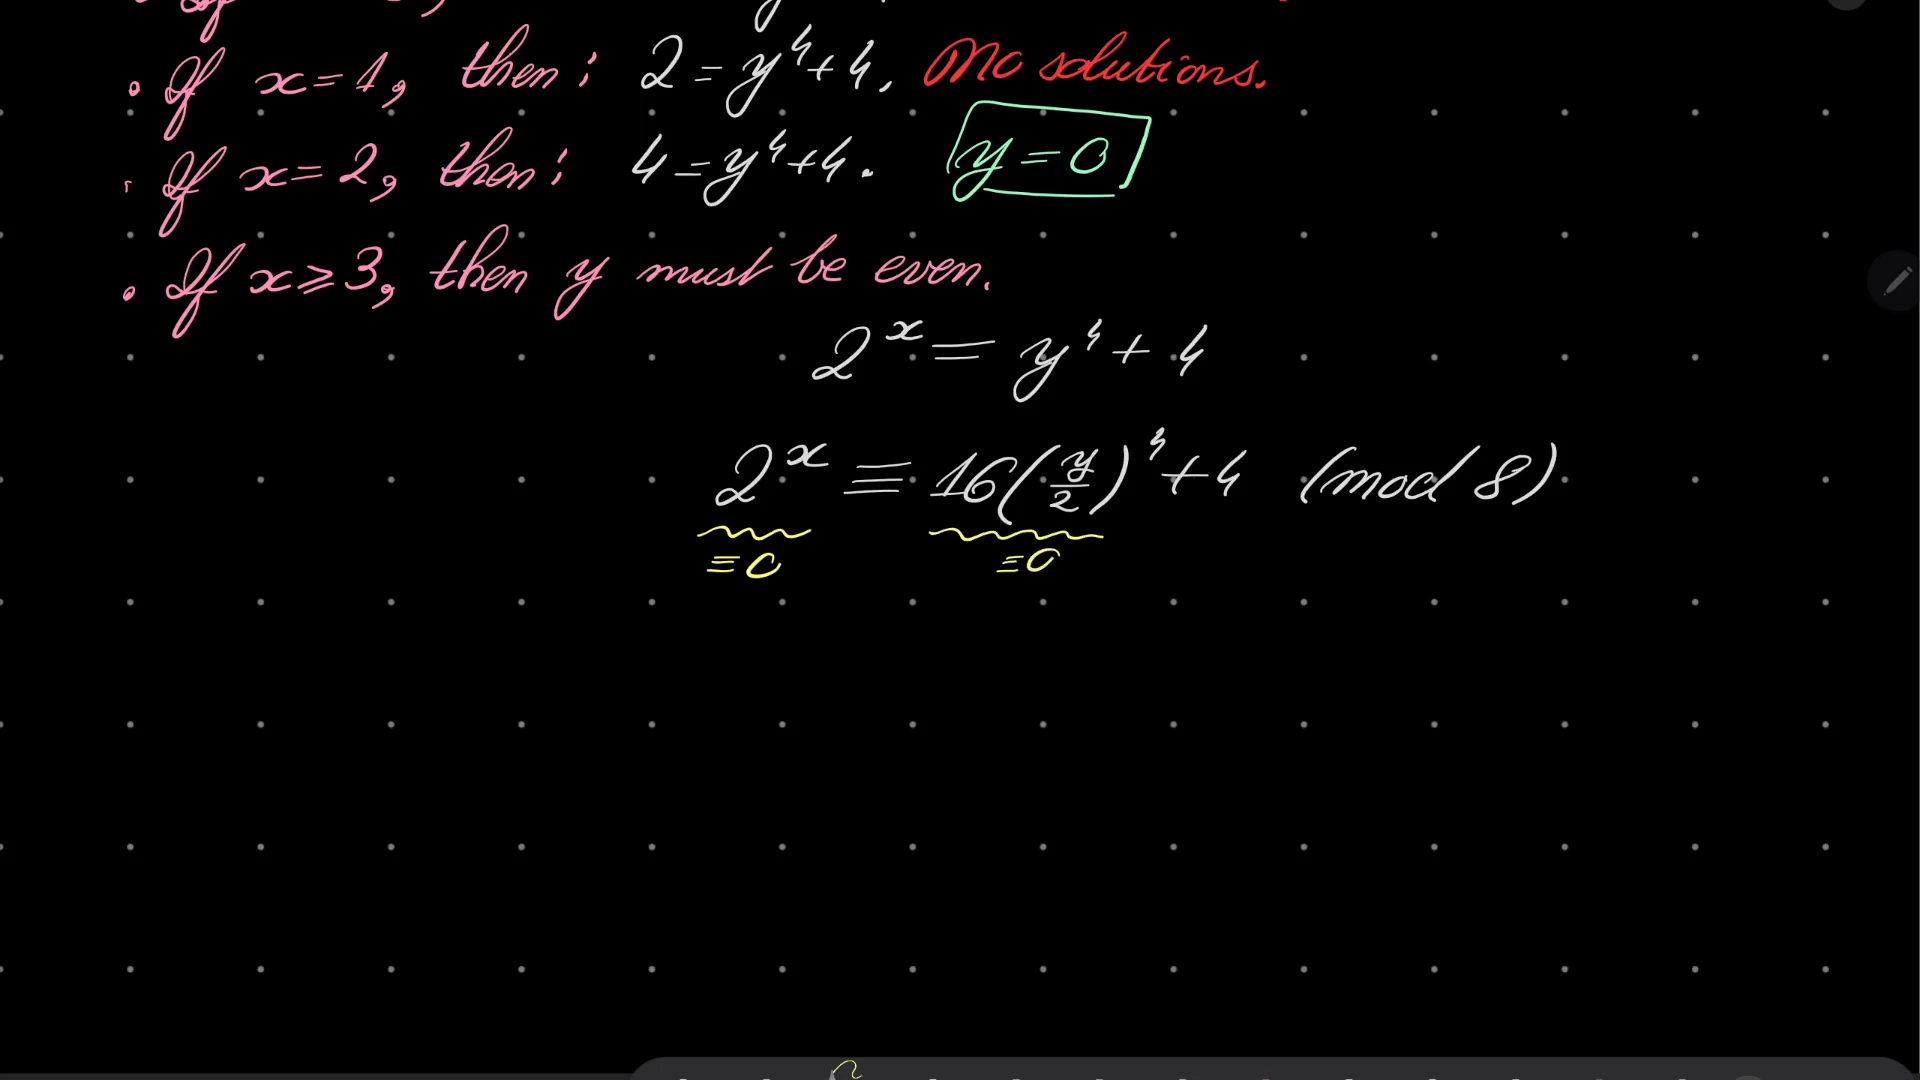 • If x=1, then: 2=y⁴+4, No solutions.
• If x=2, then: 4=y⁴+4. y=0
• If x≥3, then y must be even.
2ˣ = y⁴+4
2ˣ ≡ 16(y/2)⁴+4 (mod 8)
≡0 ≡0